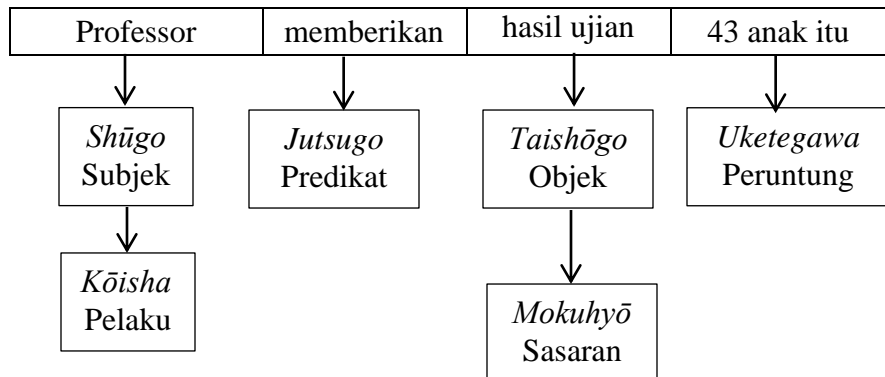 Professor memberikan hasil ujian 43 anak itu
Shūgo
Subjek
Jutsugo
Predikat
Taishōgo
Objek
Uketegawa
Peruntung
Kōisha
Pelaku
Mokuhyō
Sasaran